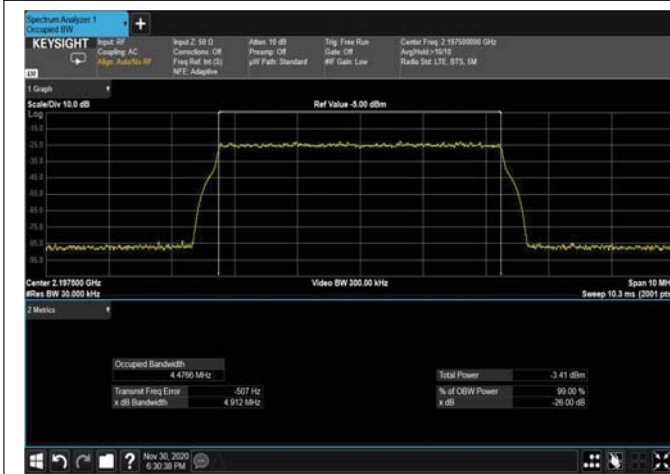 Spectrum Analyzer 1
Occupied BW
+
KEYSIGHT
Input: RF
Coupling: AC
Align: Auto/No RF
Input Z: 50 Ω
Corrections: Off
Freq Ref: Int (S)
NFE: Adaptive
Atten: 10 dB
Preamp: Off
µW Path: Standard
Trig: Free Run
Gate: Off
#IF Gain: Low
Center Freq: 2.197500000 GHz
Avg|Hold:>10/10
Radio Std: LTE, BTS, 5M
1 Graph
Scale/Div 10.0 dB
Ref Value -5.00 dBm
Log
-15.0
-25.0
-35.0
-45.0
-55.0
-65.0
-75.0
-85.0
-95.0
Center 2.197500 GHz
Video BW 300.00 kHz
Span 10 MH
#Res BW 30.000 kHz
Sweep 10.3 ms (2001 pts
2 Metrics
Occupied Bandwidth
4.4766 MHz
Total Power -3.41 dBm
Transmit Freq Error -507 Hz
% of OBW Power 99.00 %
x dB Bandwidth 4.912 MHz
x dB -26.00 dB
?
Nov 30, 2020
6:30:38 PM